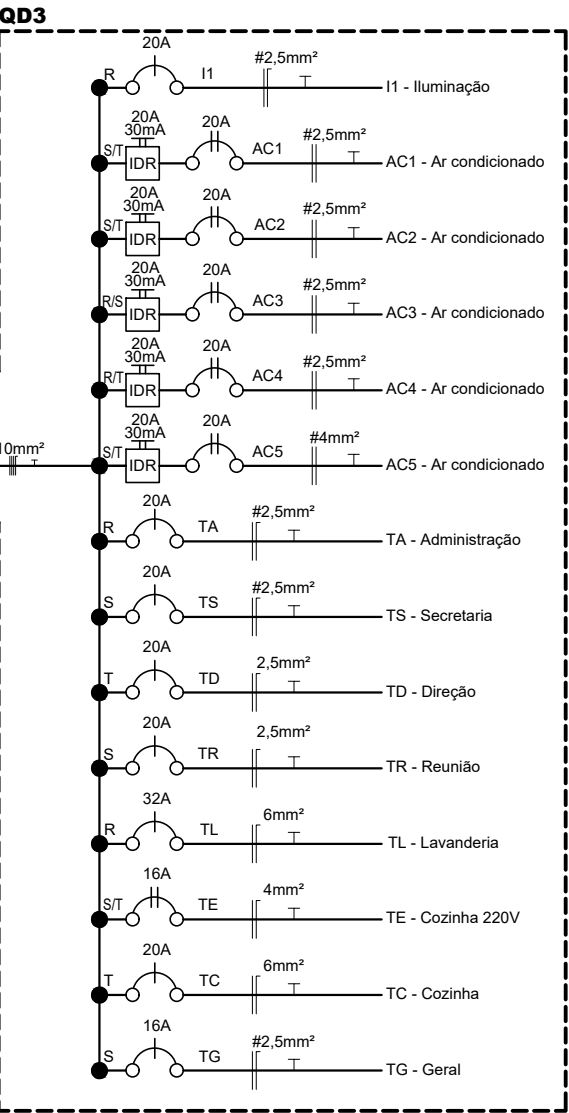 QD3
20A
R I1 #2,5mm² I1 - Iluminação
20A
30mA
S/T IDR 20A AC1 #2,5mm² AC1 - Ar condicionado
20A
30mA
S/T IDR 20A AC2 #2,5mm² AC2 - Ar condicionado
20A
30mA
R/S IDR 20A AC3 #2,5mm² AC3 - Ar condicionado
20A
30mA
R/T IDR 20A AC4 #2,5mm² AC4 - Ar condicionado
20A
30mA
10mm² S/T IDR 20A AC5 #4mm² AC5 - Ar condicionado
20A
R TA #2,5mm² TA - Administração
20A
S TS #2,5mm² TS - Secretaria
20A
T TD 2,5mm² TD - Direção
20A
S TR 2,5mm² TR - Reunião
32A
R TL 6mm² TL - Lavanderia
16A
S/T TE 4mm² TE - Cozinha 220V
20A
T TC 6mm² TC - Cozinha
16A
S TG #2,5mm² TG - Geral